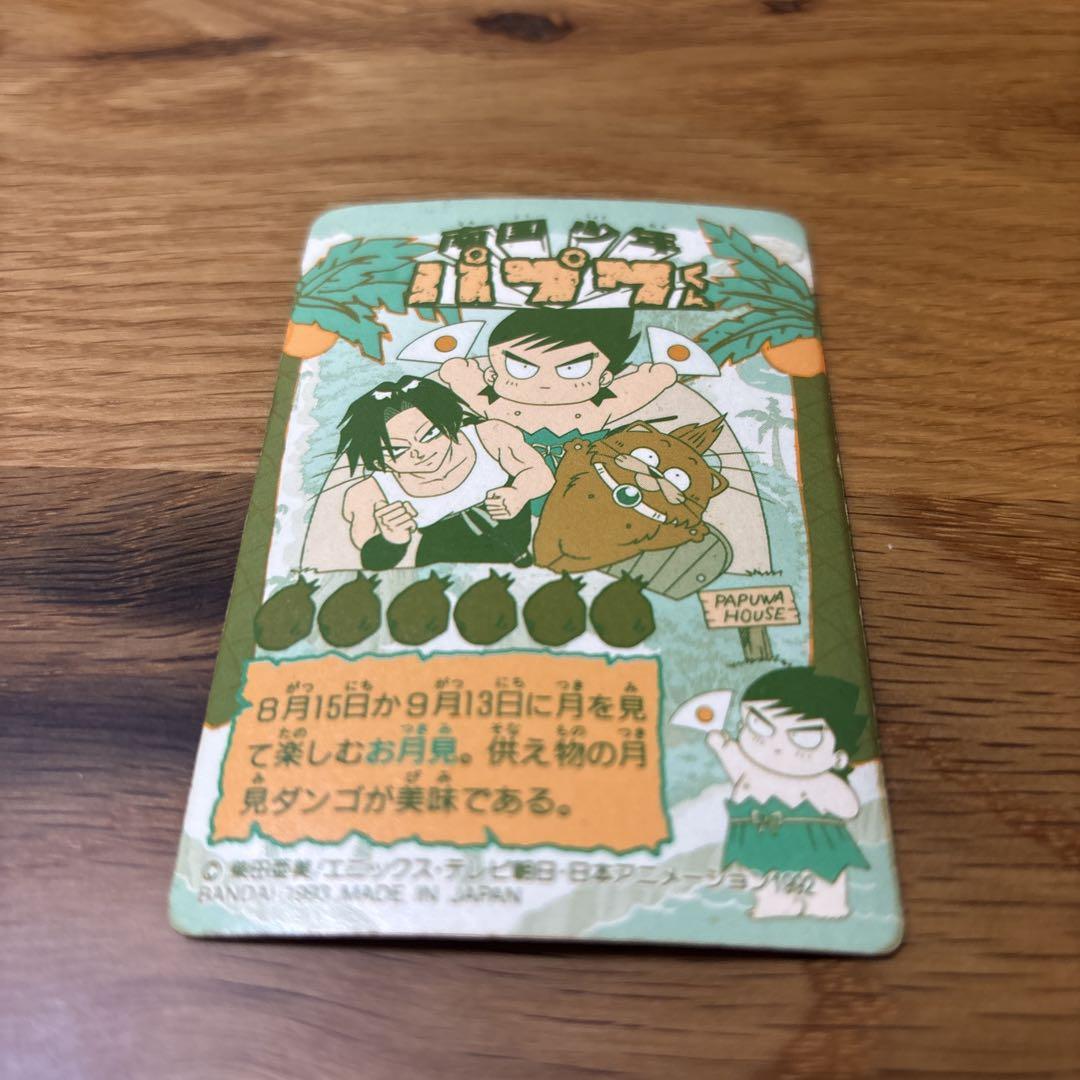 南国少年
パプワくん
PAPUWA
HOUSE
8月15日か9月13日に月を見
て楽しむお月見。供え物の月
見ダンゴが美味である。
© 柴田亜美/エニックス・テレビ朝日・日本アニメーション1992
BANDAI 1993 MADE IN JAPAN